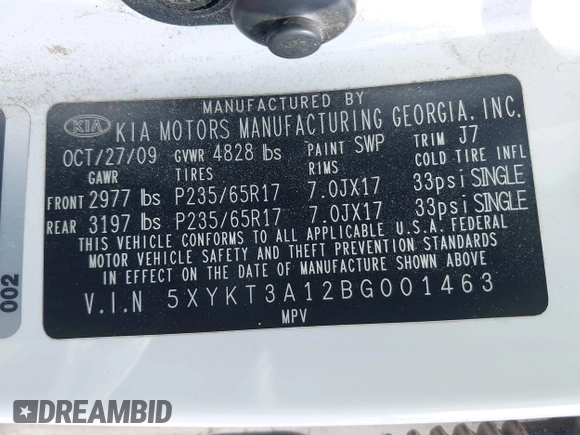 MANUFACTURED BY
KIA KIA MOTORS MANUFACTURING GEORGIA, INC.
OCT/27/09 GVWR 4828 lbs PAINT SWP TRIM J7
GAWR TIRES RIMS COLD TIRE INFL
FRONT 2977 lbs P235/65R17 7.0JX17 33psi SINGLE
REAR 3197 lbs P235/65R17 7.0JX17 33psi SINGLE
THIS VEHICLE CONFORMS TO ALL APPLICABLE U.S.A. FEDERAL
MOTOR VEHICLE SAFETY AND THEFT PREVENTION STANDARDS
IN EFFECT ON THE DATE OF MANUFACTURE SHOWN ABOVE.
V.I.N 5XYKT3A12BG001463
MPV
002
DREAMBID